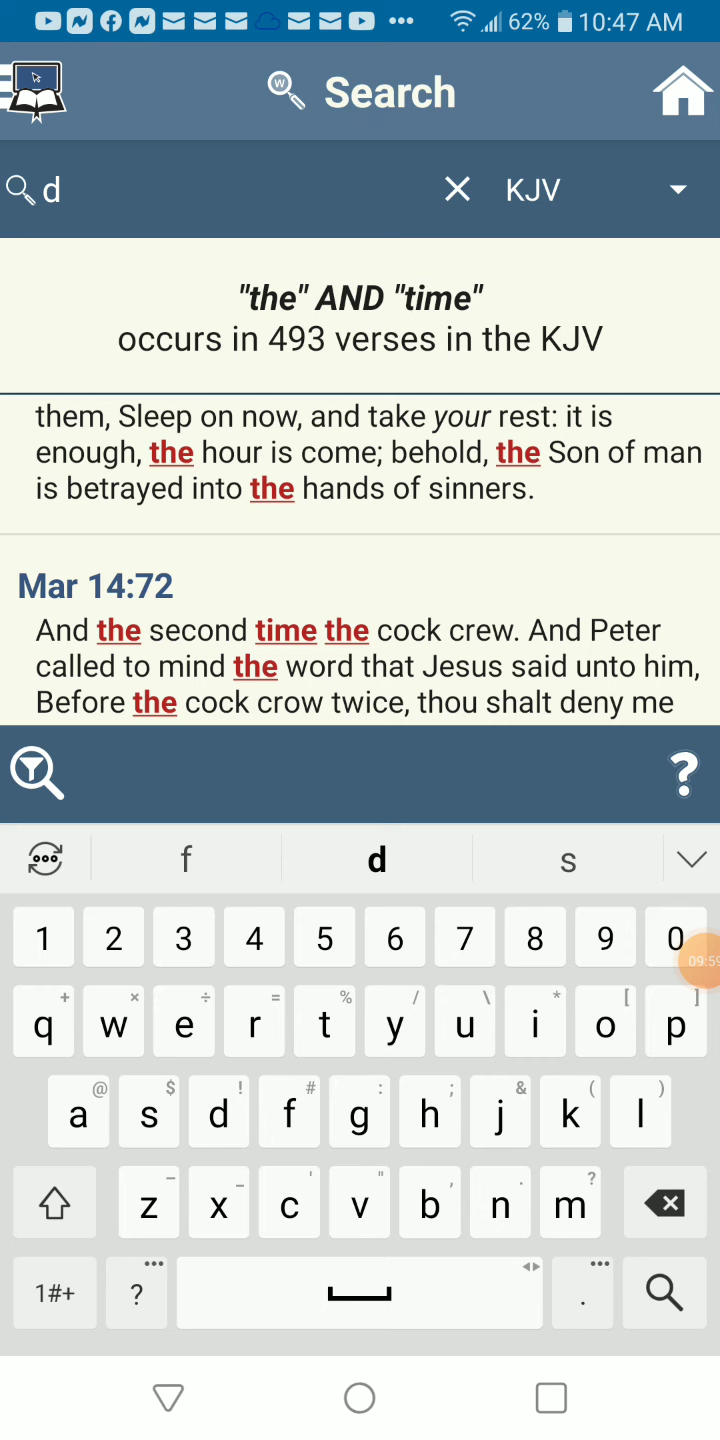 62% 10:47 AM
W Search
d KJV
"the" AND "time"
occurs in 493 verses in the KJV
them, Sleep on now, and take your rest: it is
enough, the hour is come; behold, the Son of man
is betrayed into the hands of sinners.
Mar 14:72
And the second time the cock crew. And Peter
called to mind the word that Jesus said unto him,
Before the cock crow twice, thou shalt deny me
?
f d s
1 2 3 4 5 6 7 8 9 0
09:59
+ × ÷ = % / \ * [ ]
q w e r t y u i o p
@ $ ! # : ; & ( )
a s d f g h j k l
– _ ' " , . ?
z x c v b n m
1#+ ? .